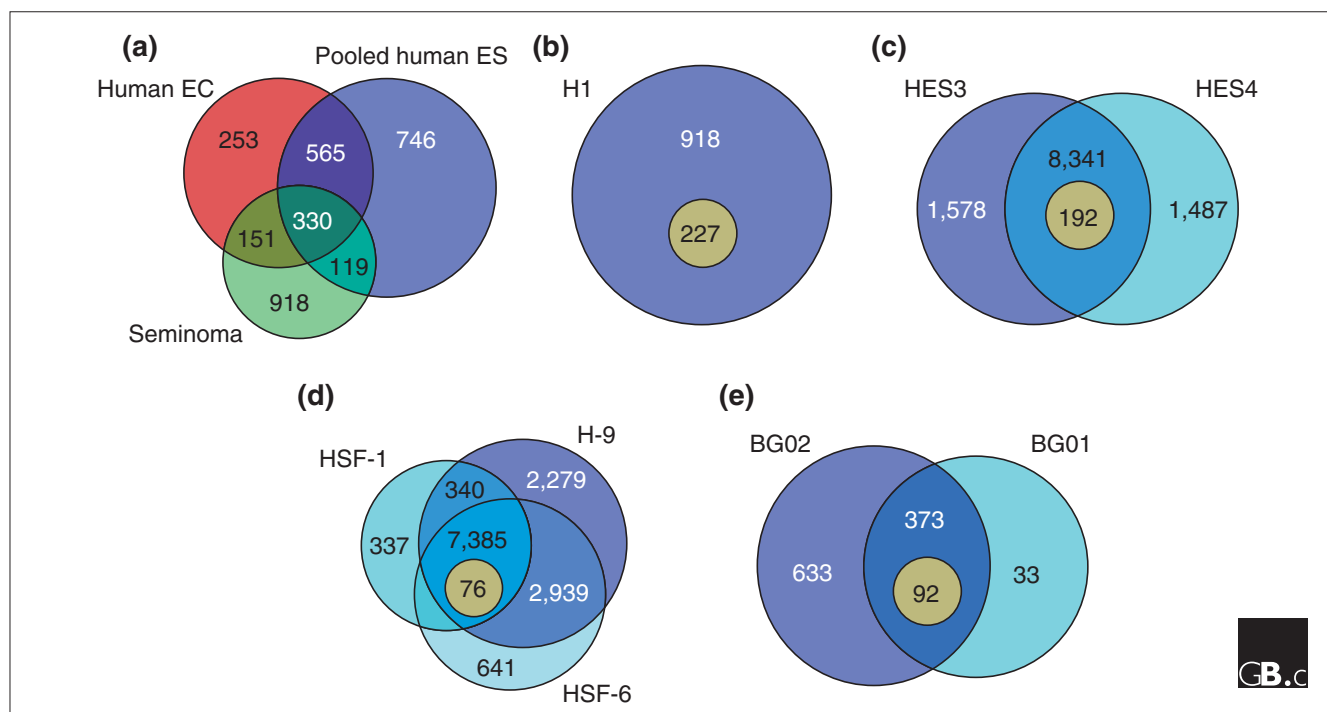 (a)
Human EC
Pooled human ES
253
565
746
330
151
119
918
Seminoma
(b)
H1
918
227
(c)
HES3
HES4
8,341
1,578
192
1,487
(d)
HSF-1
H-9
340
2,279
337
7,385
76
2,939
641
HSF-6
(e)
BG02
BG01
373
633
92
33
GB.c